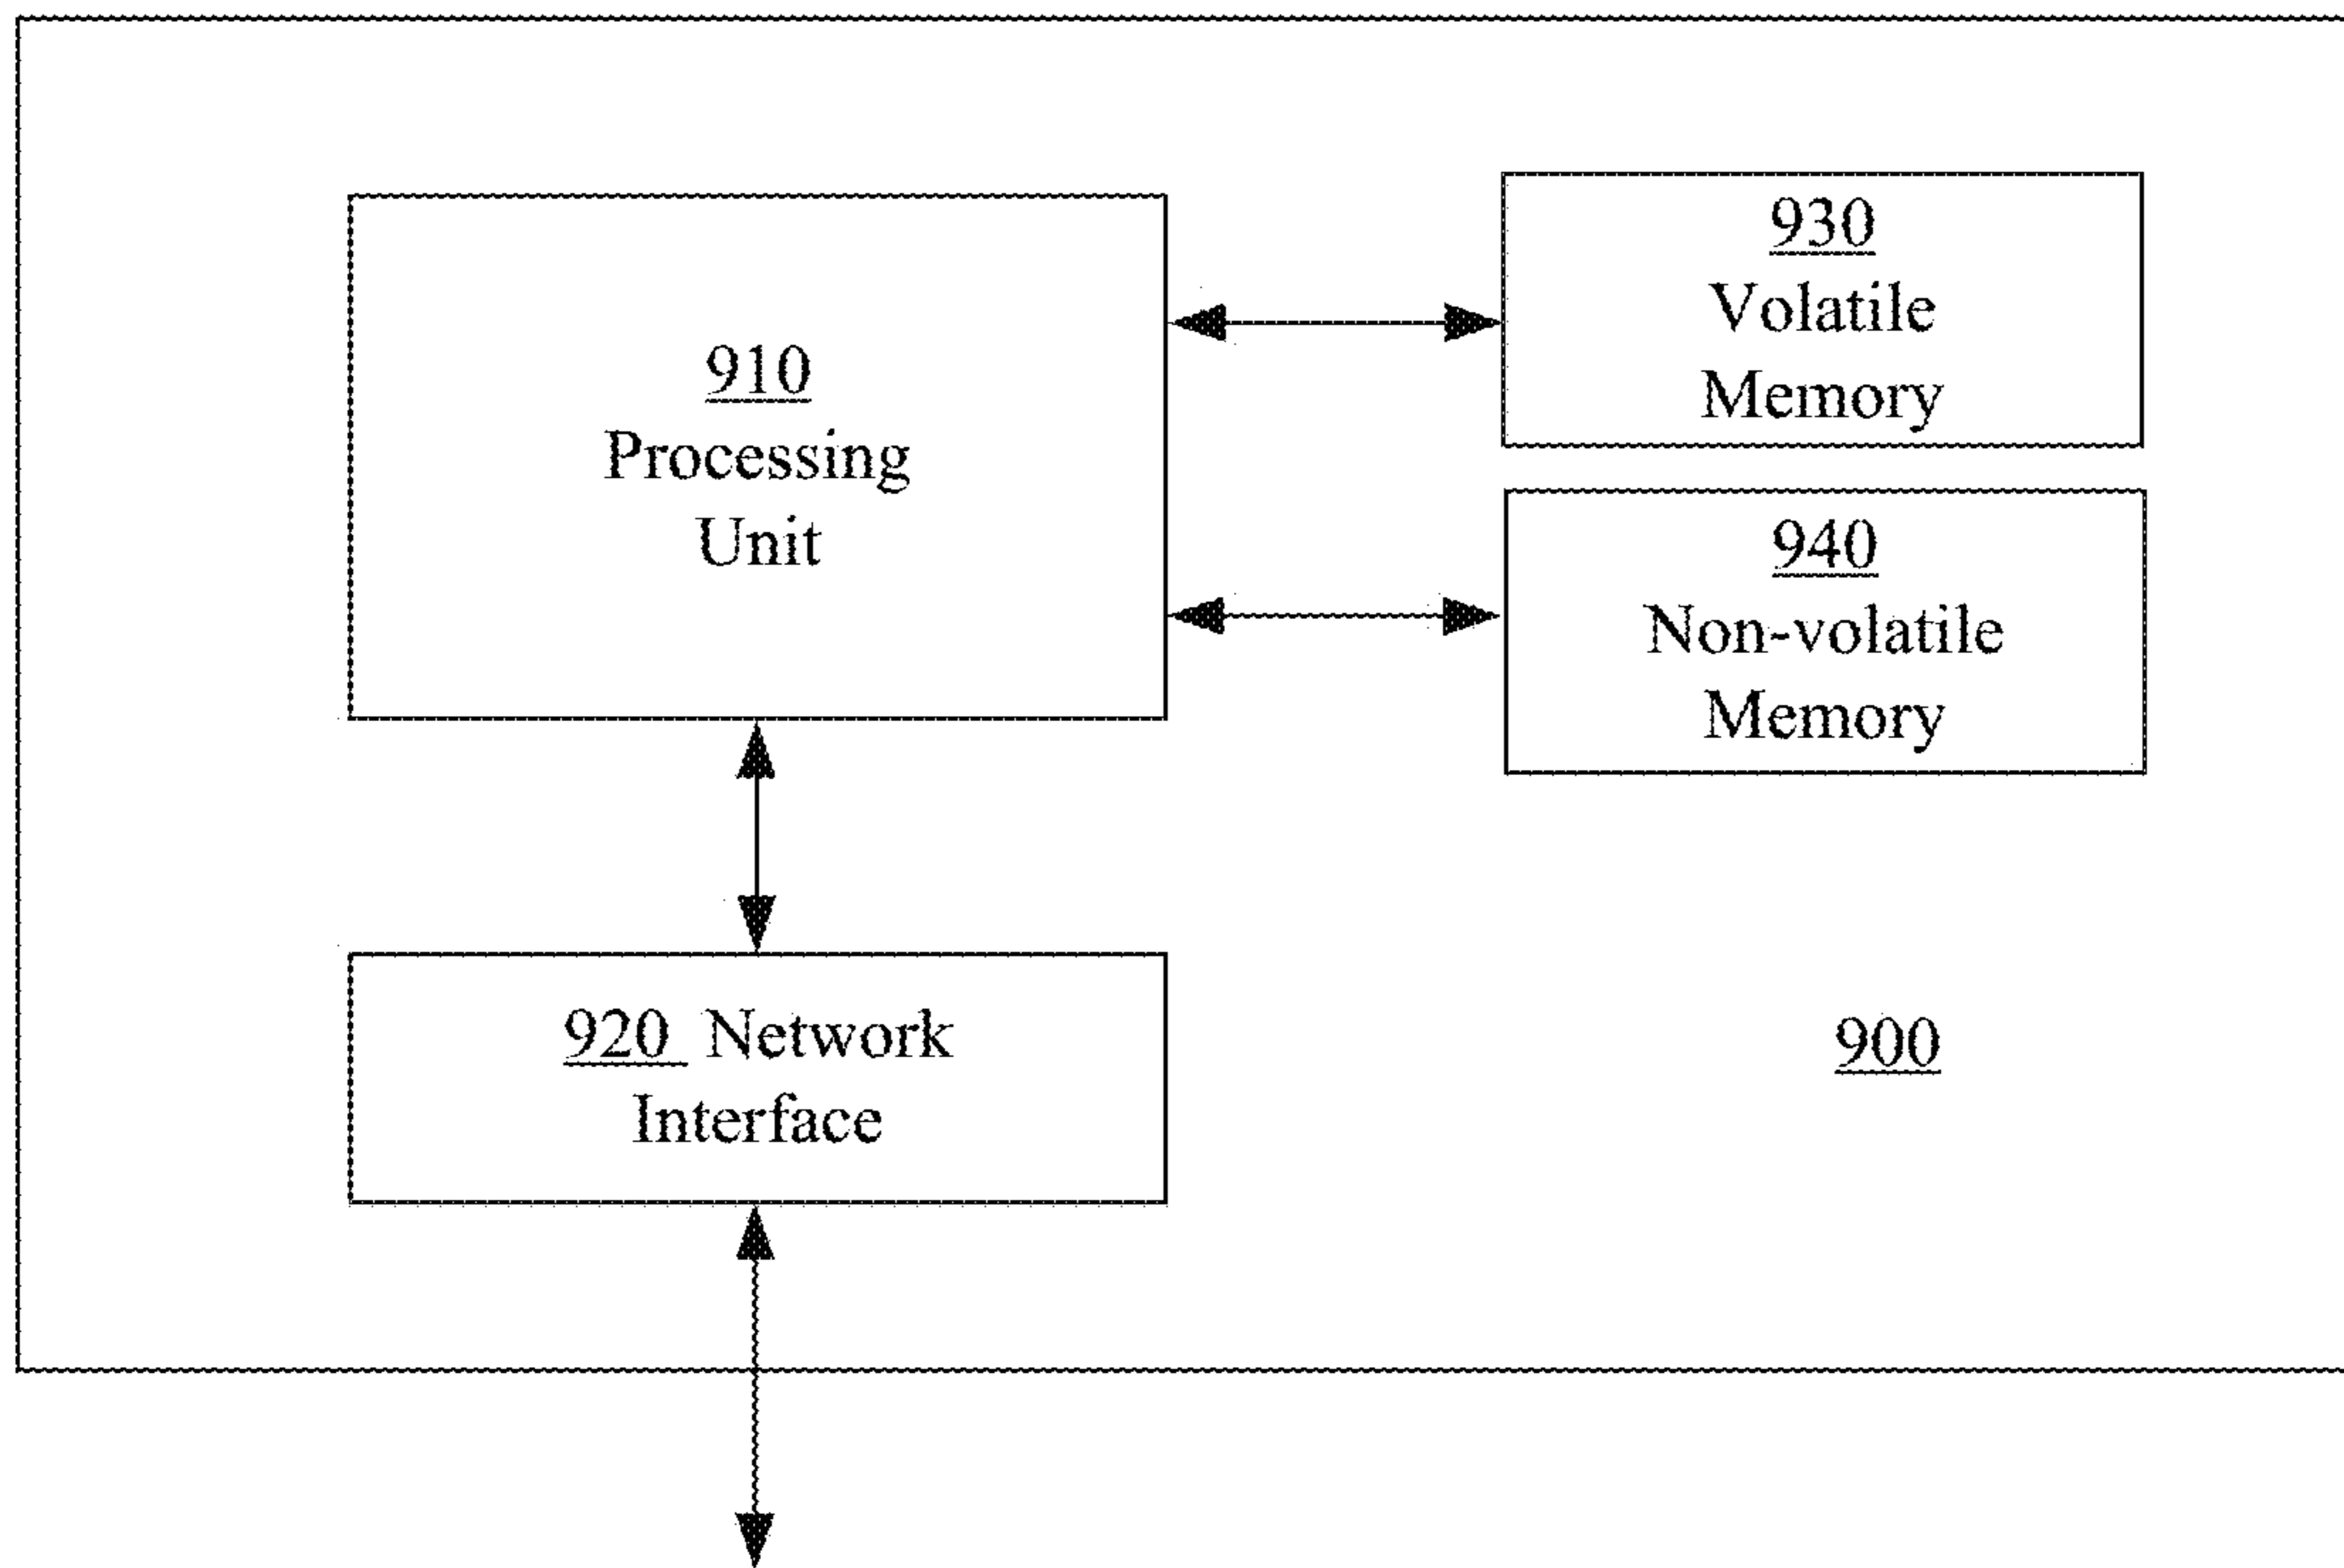 910
Processing
Unit
930
Volatile
Memory
940
Non-volatile
Memory
920 Network
Interface
900